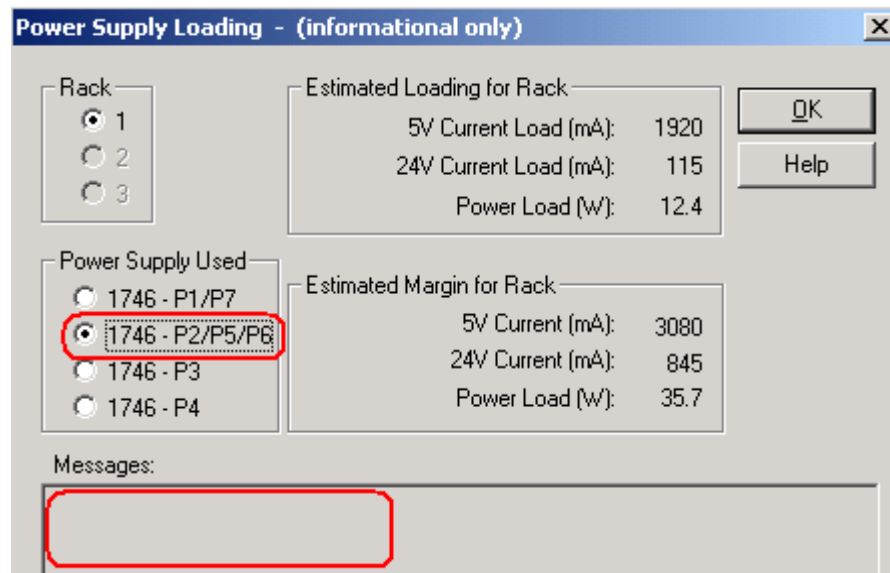 Power Supply Loading - (informational only)
Rack
1
2
3
Estimated Loading for Rack
5V Current Load (mA): 1920
24V Current Load (mA): 115
Power Load (W): 12.4
OK
Help
Power Supply Used
1746 - P1/P7
1746 - P2/P5/P6
1746 - P3
1746 - P4
Estimated Margin for Rack
5V Current (mA): 3080
24V Current (mA): 845
Power Load (W): 35.7
Messages: